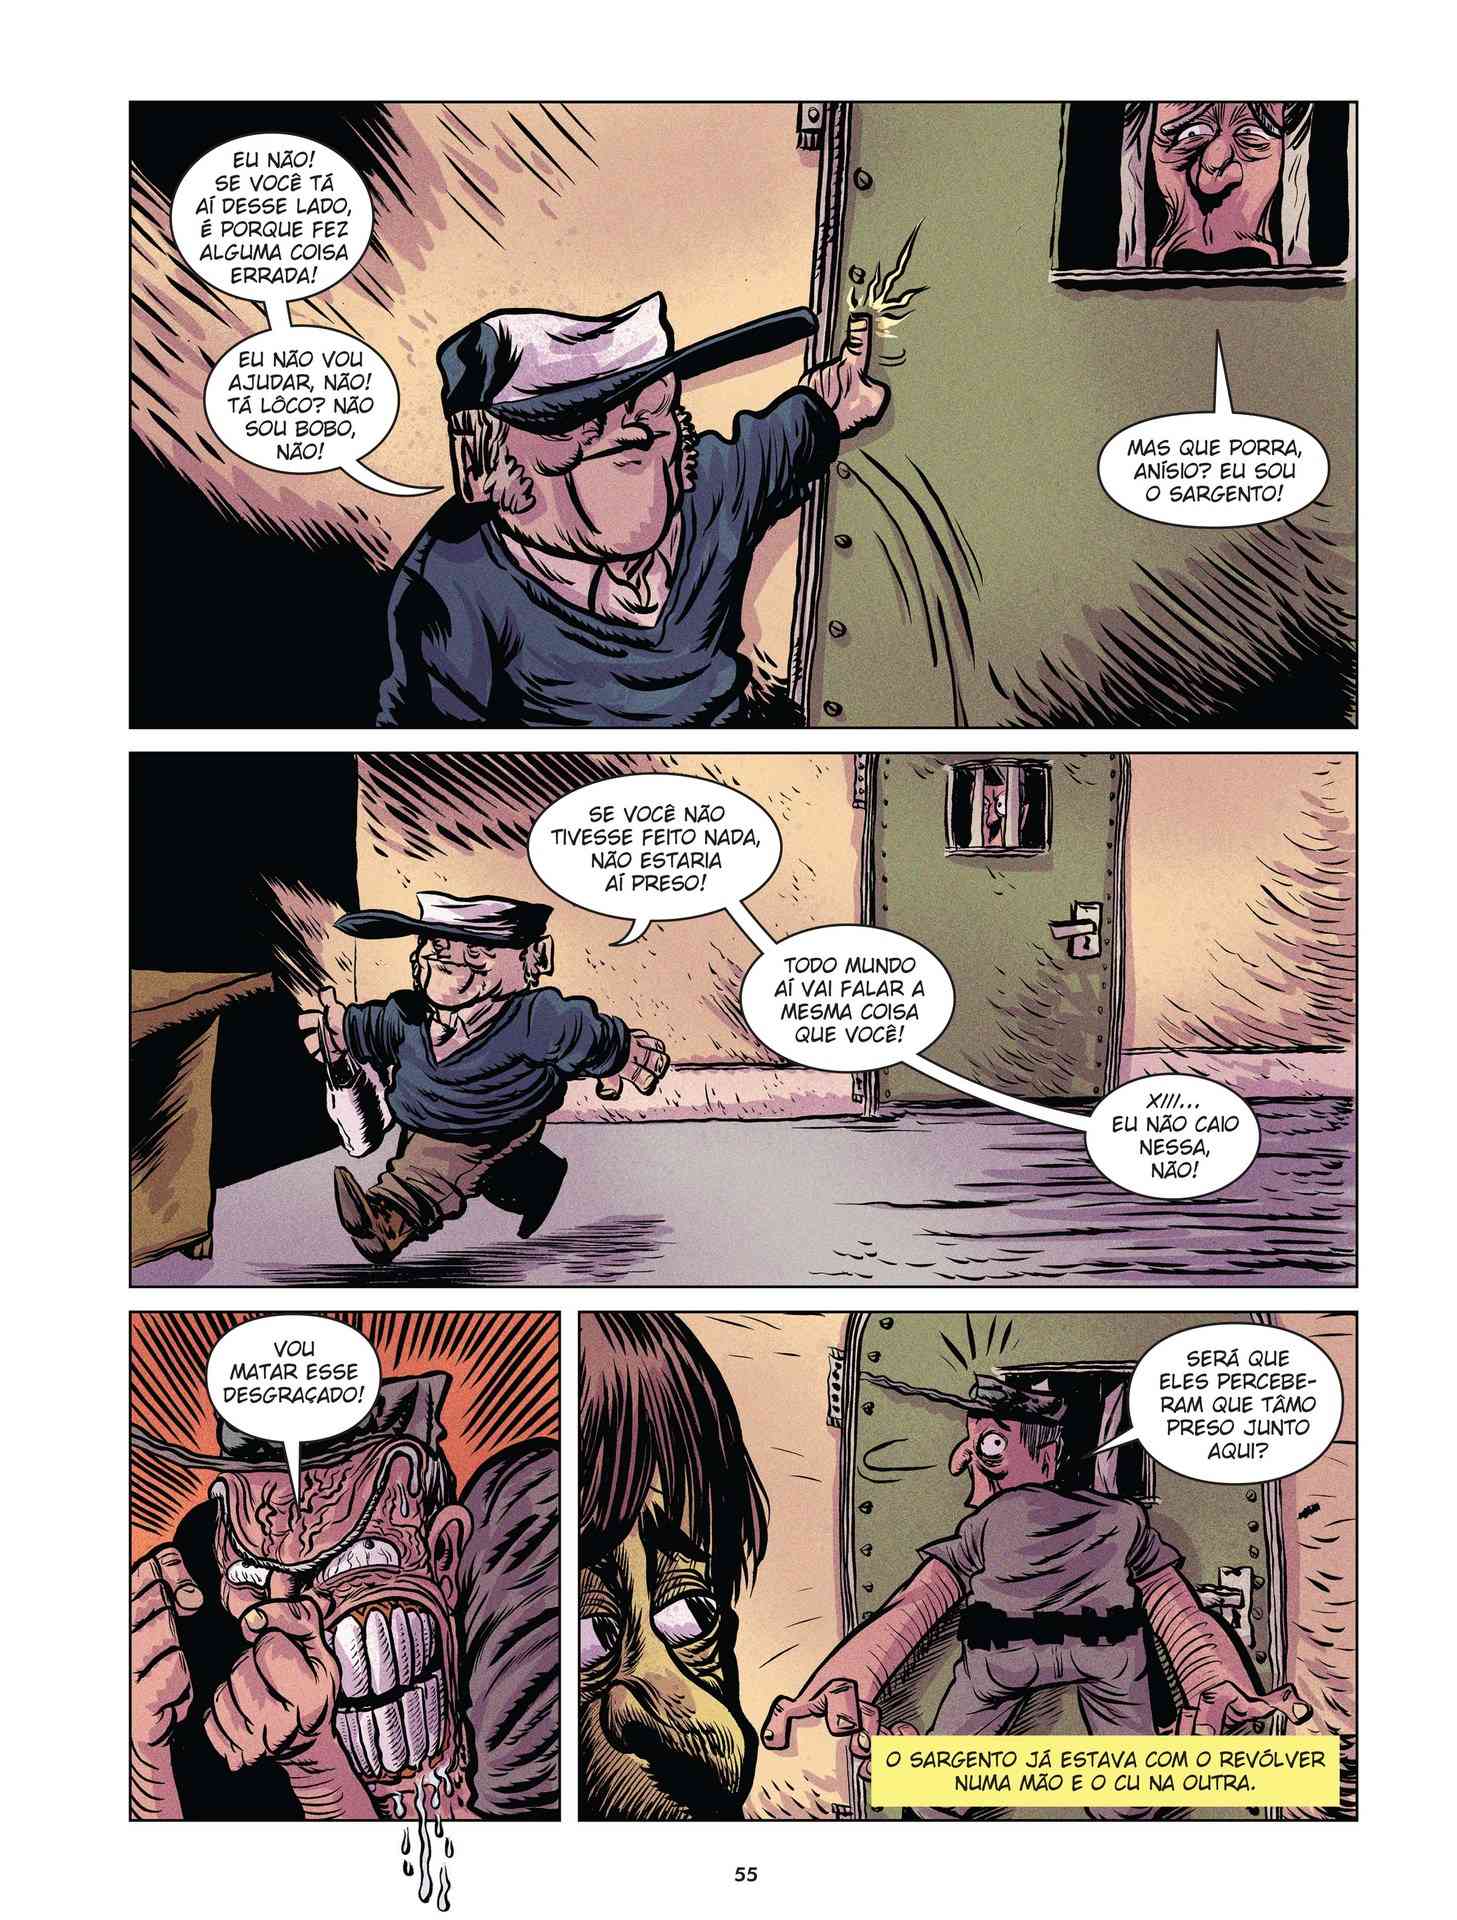 EU NÃO!
SE VOCÊ TÁ
AÍ DESSE LADO,
É PORQUE FEZ
ALGUMA COISA
ERRADA!
EU NÃO VOU
AJUDAR, NÃO!
TÁ LÔCO? NÃO
SOU BOBO,
NÃO!
MAS QUE PORRA,
ANÍSIO? EU SOU
O SARGENTO!
SE VOCÊ NÃO
TIVESSE FEITO NADA,
NÃO ESTARIA
AÍ PRESO!
TODO MUNDO
AÍ VAI FALAR A
MESMA COISA
QUE VOCÊ!
XIII...
EU NÃO CAIO
NESSA,
NÃO!
VOU
MATAR ESSE
DESGRAÇADO!
SERÁ QUE
ELES PERCEBE-
RAM QUE TÂMO
PRESO JUNTO
AQUI?
O SARGENTO JÁ ESTAVA COM O REVÓLVER
NUMA MÃO E O CU NA OUTRA.
55